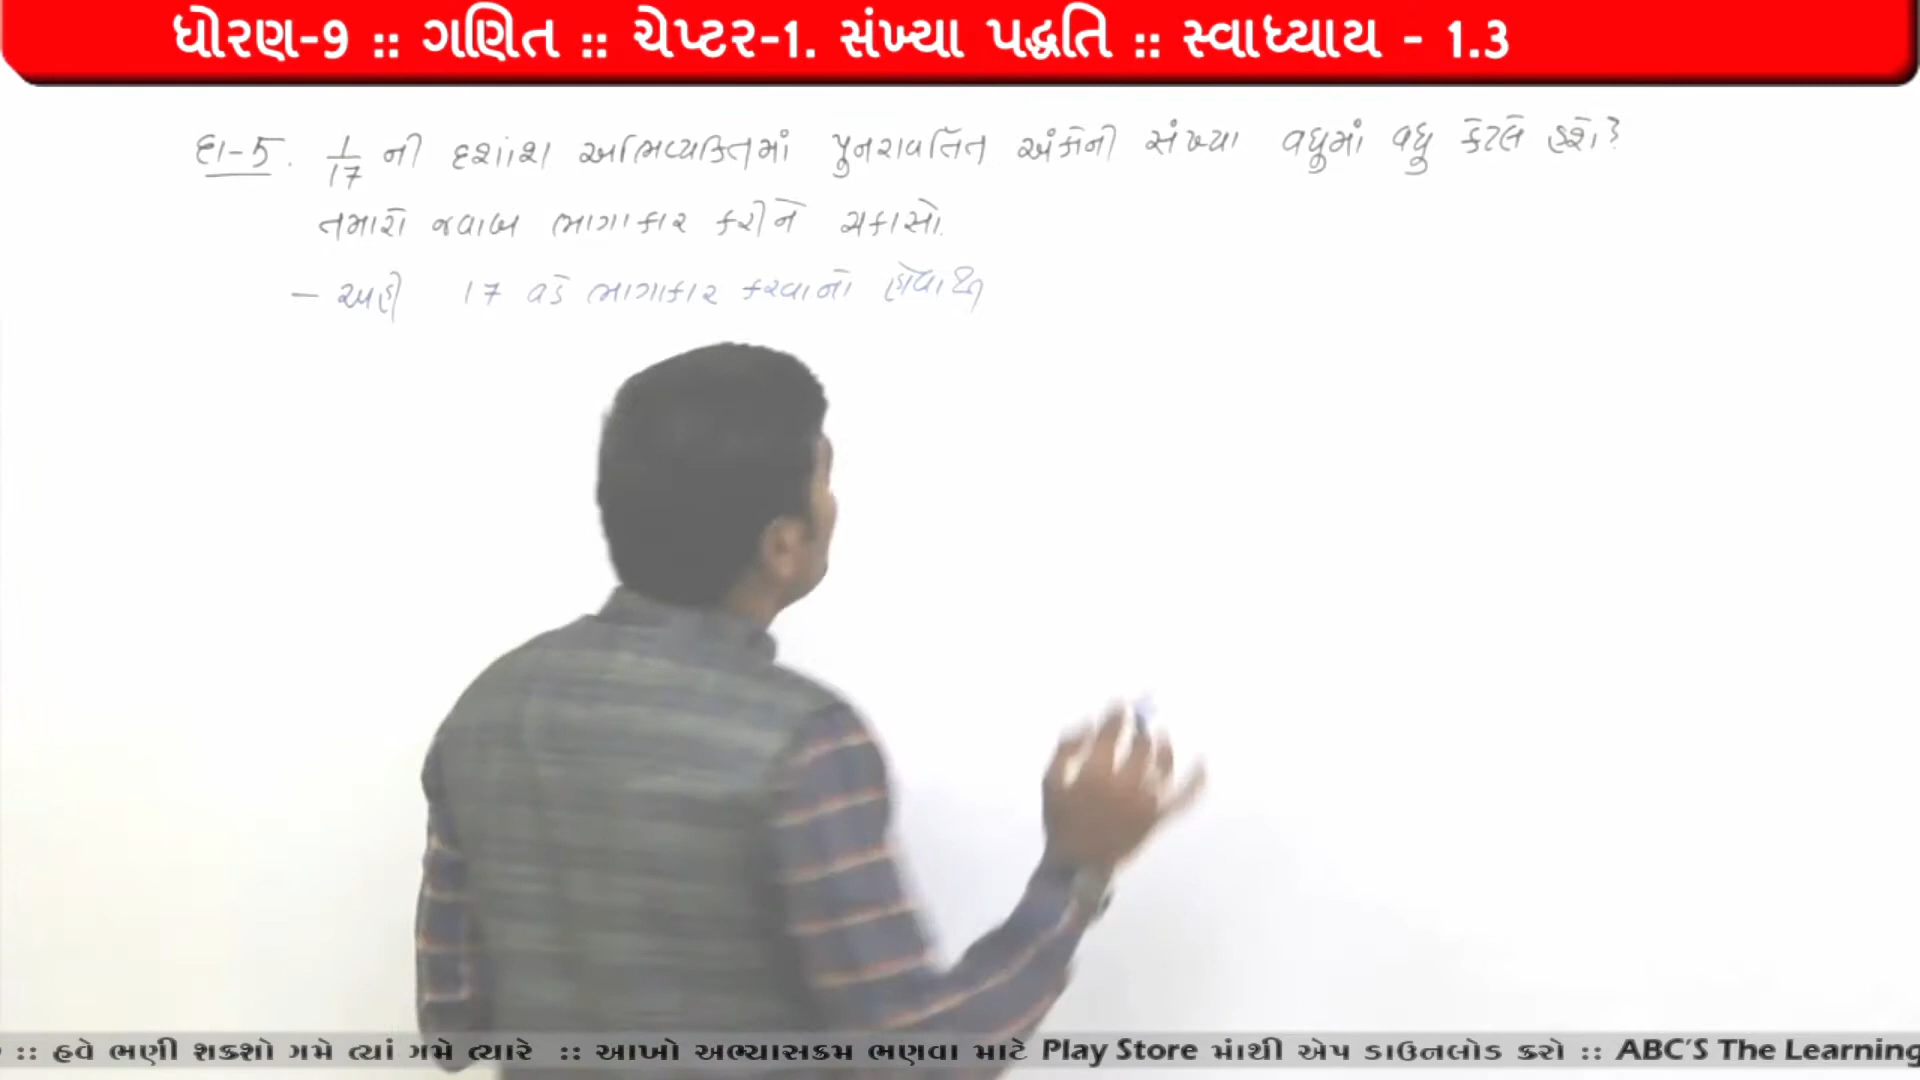 ધોરણ-9 :: ગણિત :: ચેપ્ટર-1. સંખ્યા પદ્ધતિ :: સ્વાધ્યાય - 1.3
દા-5. 1/17 ની દશાંશ અભિવ્યક્તિમાં પુનરાવર્તિત અંકોની સંખ્યા વધુમાં વધુ કેટલે હશે?
તમારો જવાબ ભાગાકાર કરીને ચકાસો.
- અહીં 17 વડે ભાગાકાર કરવાનો હોવાથી
:: હવે ભણી શકશો ગમે ત્યાં ગમે ત્યારે :: આખો અભ્યાસક્રમ ભણવા માટે Play Store માંથી એપ ડાઉનલોડ કરો :: ABC'S The Learning